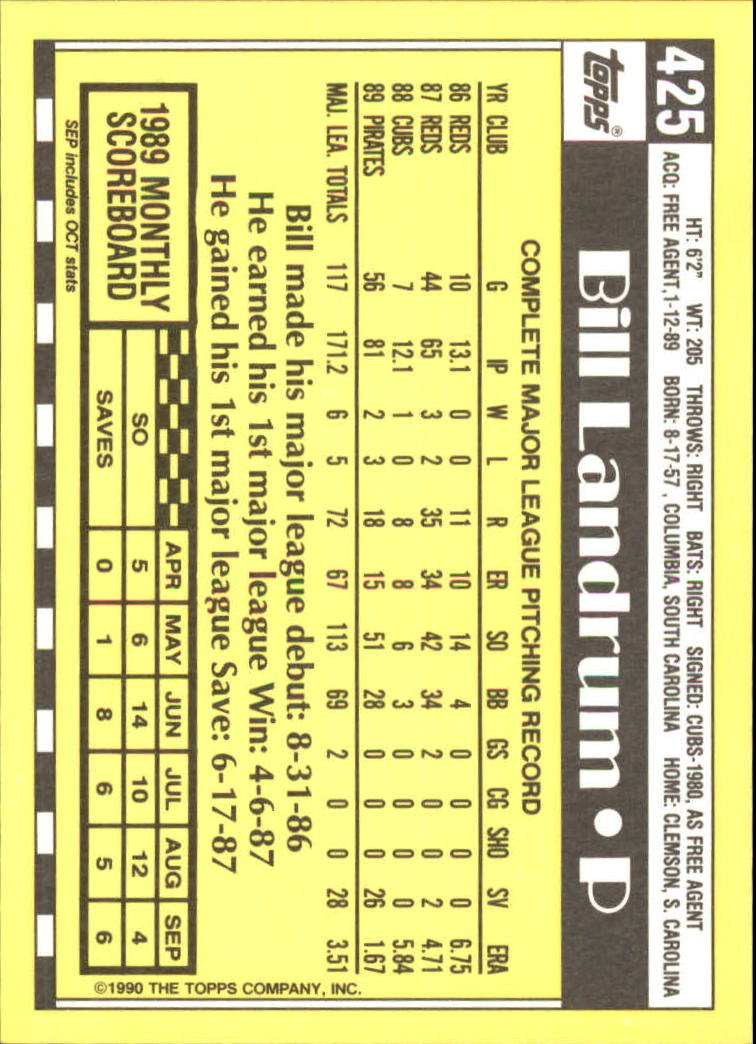 425 HT: 6'2" WT: 205 THROWS: RIGHT BATS: RIGHT SIGNED: CUBS-1980, AS FREE AGENT
ACQ: FREE AGENT,1-12-89 BORN: 8-17-57 , COLUMBIA, SOUTH CAROLINA HOME: CLEMSON, S. CAROLINA
topps® Bill Landrum • P
COMPLETE MAJOR LEAGUE PITCHING RECORD
YR CLUB G IP W L R ER SO BB GS CG SHO SV ERA
86 REDS 10 13.1 0 0 11 10 14 4 0 0 0 0 6.75
87 REDS 44 65 3 2 35 34 42 34 2 0 0 2 4.71
88 CUBS 7 12.1 1 0 8 8 6 3 0 0 0 0 5.84
89 PIRATES 56 81 2 3 18 15 51 28 0 0 0 26 1.67
MAJ. LEA. TOTALS 117 171.2 6 5 72 67 113 69 2 0 0 28 3.51
Bill made his major league debut: 8-31-86
He earned his 1st major league Win: 4-6-87
He gained his 1st major league Save: 6-17-87
1989 MONTHLY
SCOREBOARD
APR MAY JUN JUL AUG SEP
SO 5 6 14 10 12 4
SAVES 0 1 8 6 5 6
SEP includes OCT stats
©1990 THE TOPPS COMPANY, INC.